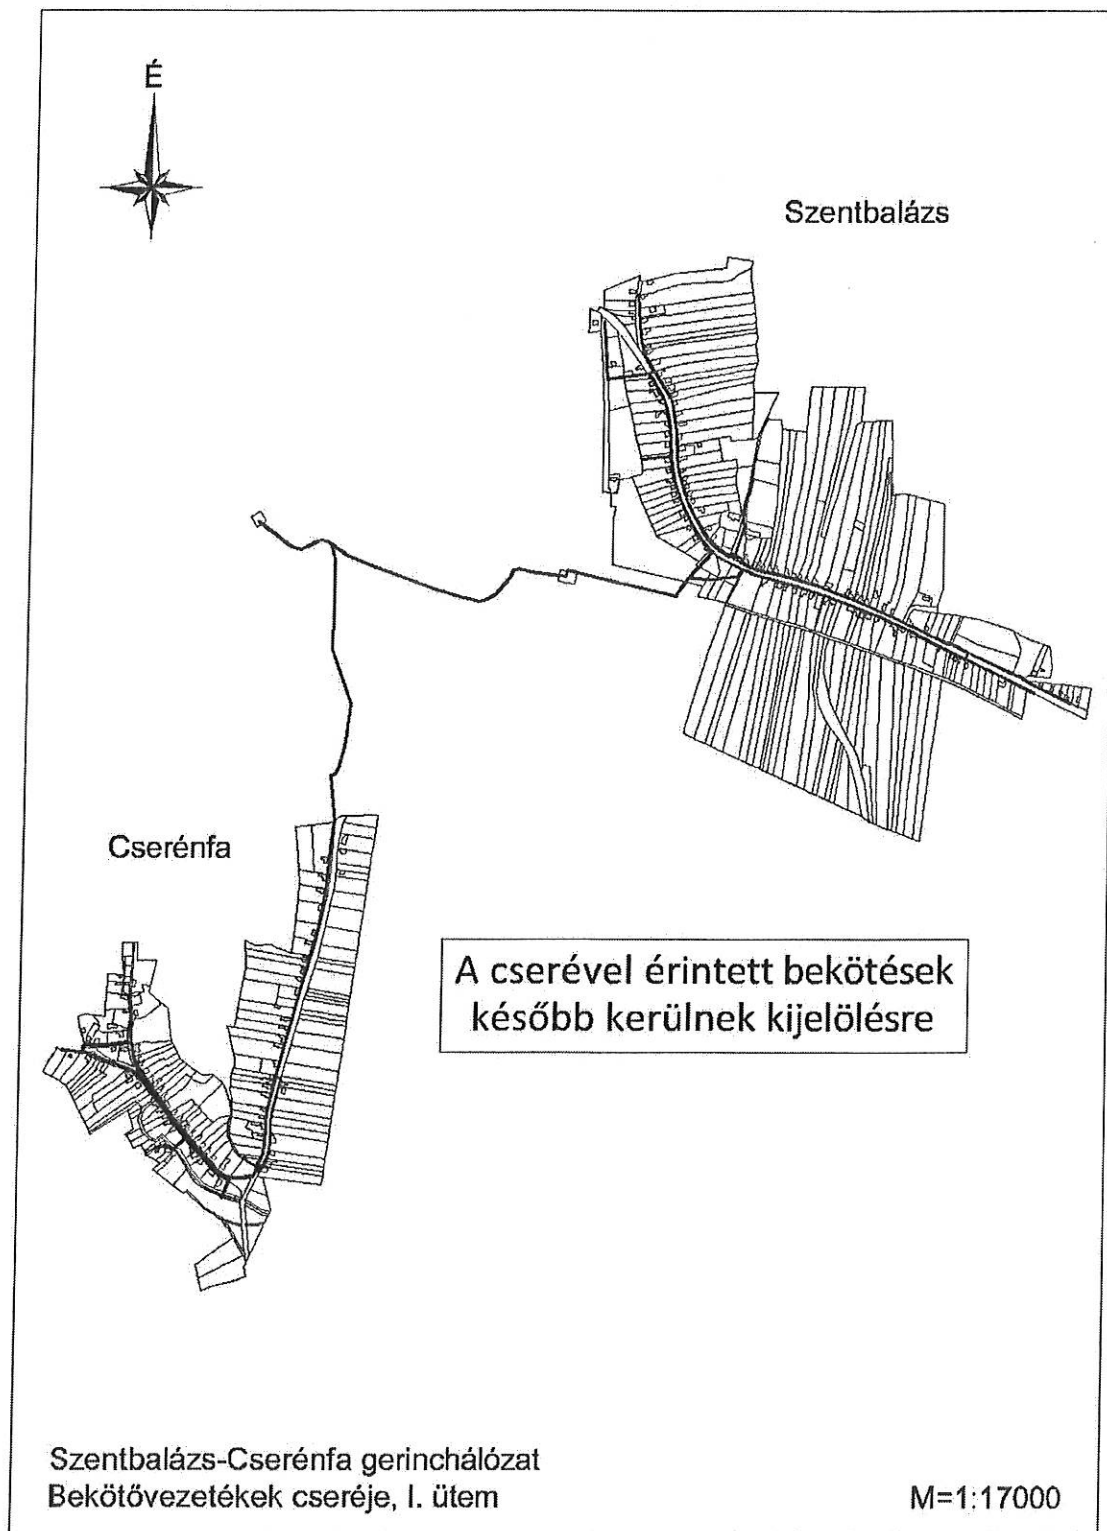 É
Szentbalázs
Cserénfa
A cserével érintett bekötések
később kerülnek kijelölésre
Szentbalázs-Cserénfa gerinchálózat
Bekötővezetékek cseréje, I. ütem
M=1:17000